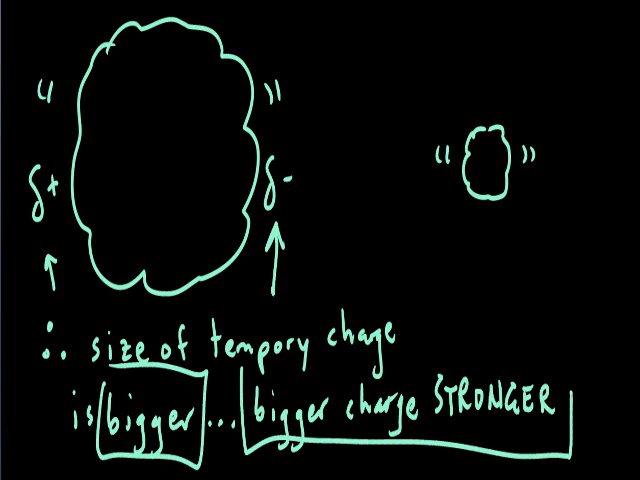 δ+ δ-
∴ size of tempory charge
is bigger ... bigger charge STRONGER